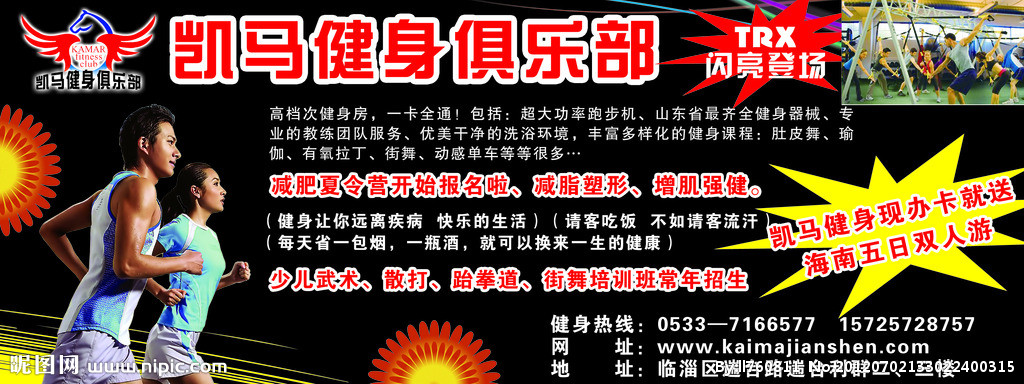 KAMAR
fitness
club
凯马健身俱乐部
凯马健身俱乐部
TRX
闪亮登场
高档次健身房，一卡全通！包括：超大功率跑步机、山东省最齐全健身器械、专
业的教练团队服务、优美干净的洗浴环境，丰富多样化的健身课程：肚皮舞、瑜
伽、有氧拉丁、街舞、动感单车等等很多…
减肥夏令营开始报名啦、减脂塑形、增肌强健。
（健身让你远离疾病 快乐的生活）（请客吃饭 不如请客流汗）
（每天省一包烟，一瓶酒，就可以换来一生的健康）
少儿武术、散打、跆拳道、街舞培训班常年招生
凯马健身现办卡就送
海南五日双人游
健身热线：0533—7166577 15725728757
网 址：www.kaimajianshen.com
地 址：临淄区遄台路
三楼
昵图网 www.nipic.com